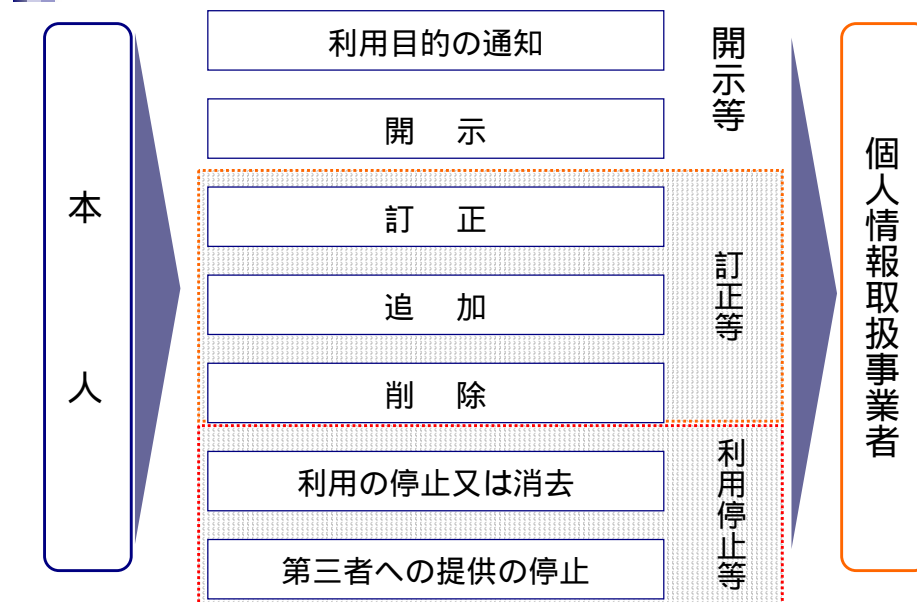 本人
利用目的の通知
開示
訂正
追加
削除
利用の停止又は消去
第三者への提供の停止
開示等
訂正等
利用停止等
個人情報取扱事業者